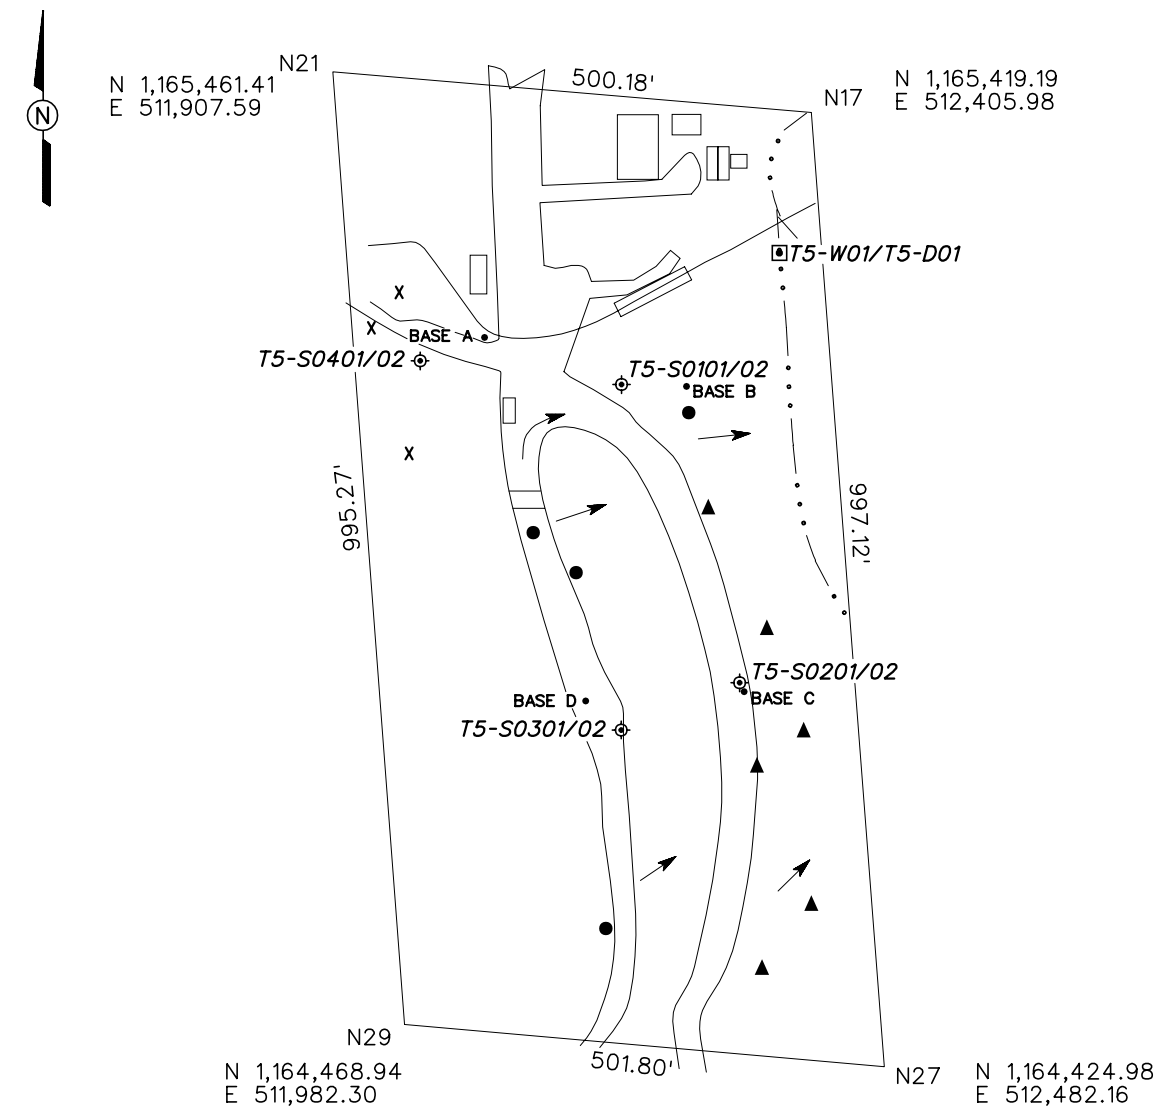 N21
N 1,165,461.41
E 511,907.59
500.18'
N17
N 1,165,419.19
E 512,405.98
N
T5-W01/T5-D01
X
X
BASE A
T5-S0401/02
T5-S0101/02
BASE B
X
995.27'
997.12'
T5-S0201/02
BASE D
BASE C
T5-S0301/02
N29
501.80'
N27
N 1,164,468.94
E 511,982.30
N 1,164,424.98
E 512,482.16